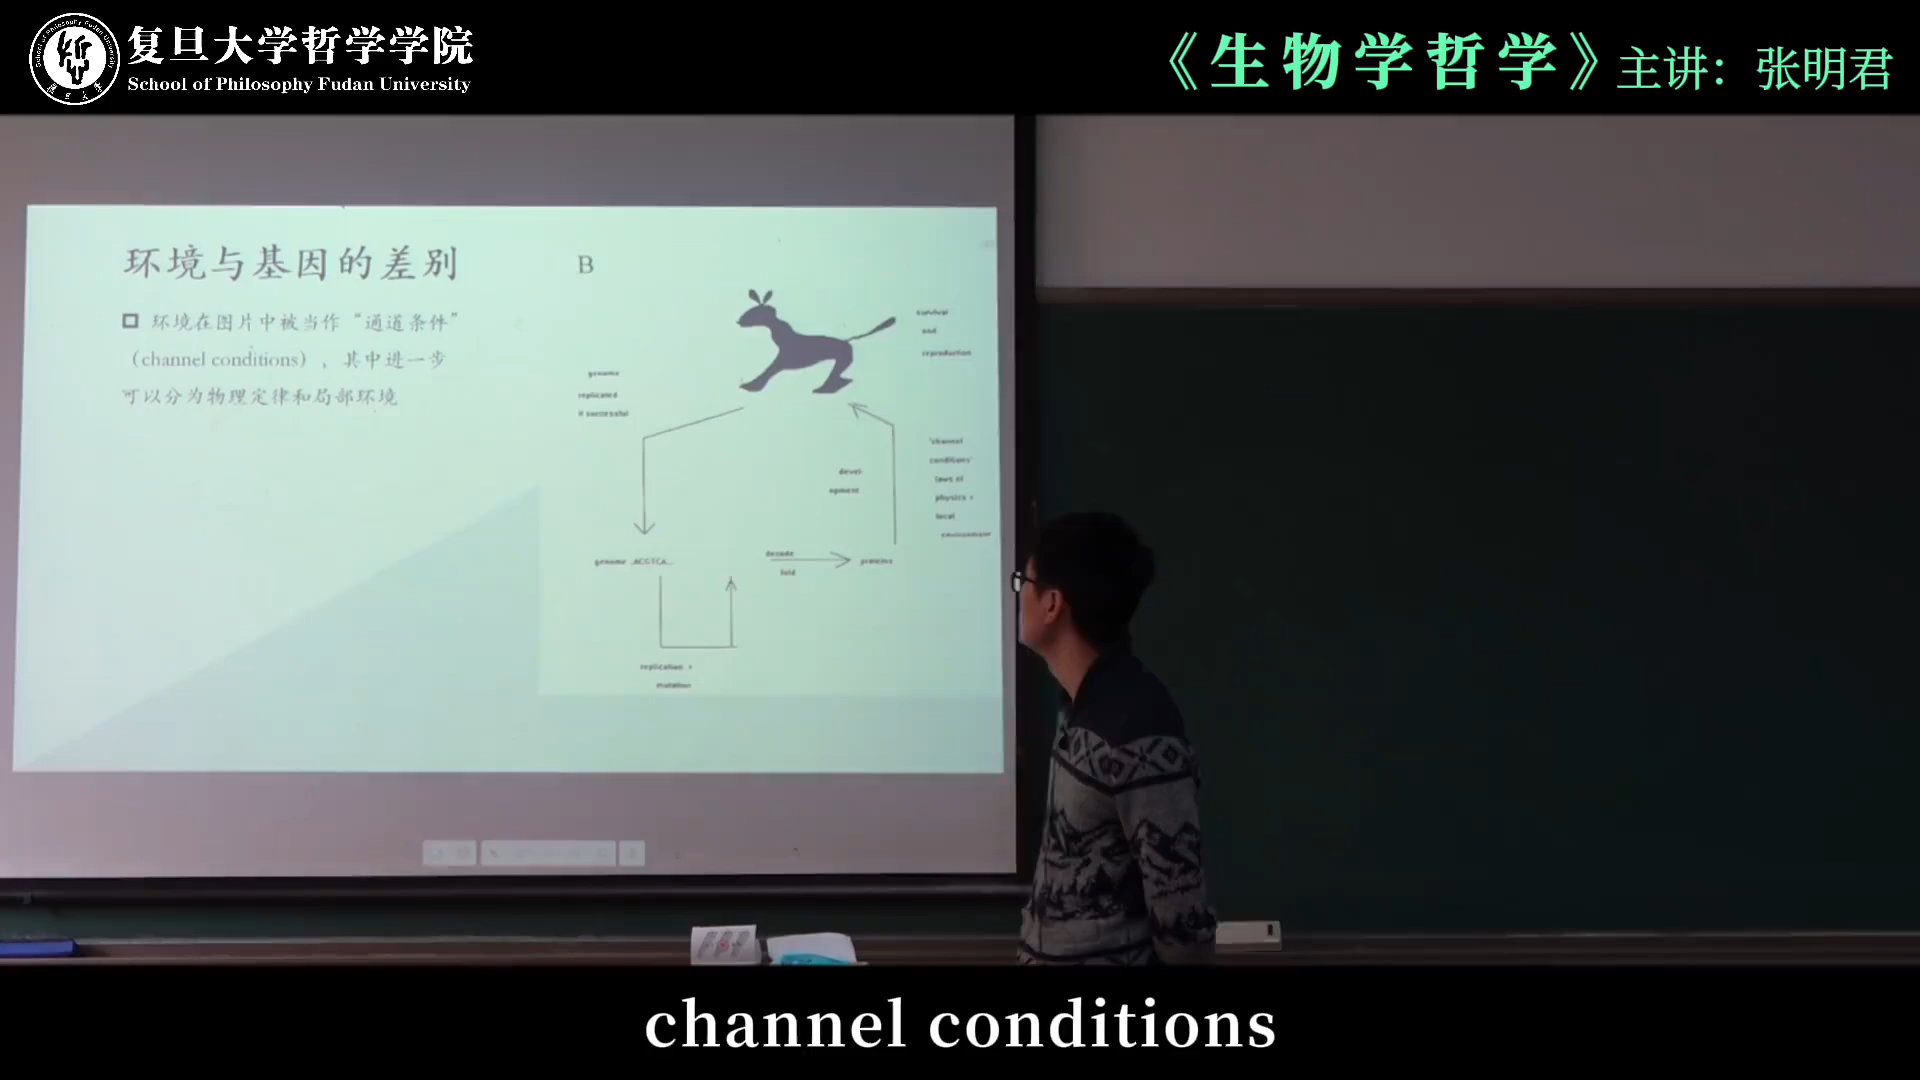 复旦大学哲学学院
School of Philosophy Fudan University
《生物学哲学》主讲：张明君
环境与基因的差别
环境在图片中被当作“通道条件”
（channel conditions），其中进一步
可以分为物理定律和局部环境
B
survival
and
reproduction
genome
replicated
if successful
'channel
conditions'
laws of
physics +
local
environment
devel-
opment
genome ..ACGTCA...
decode
fold
proteins
replication +
mutation
channel conditions